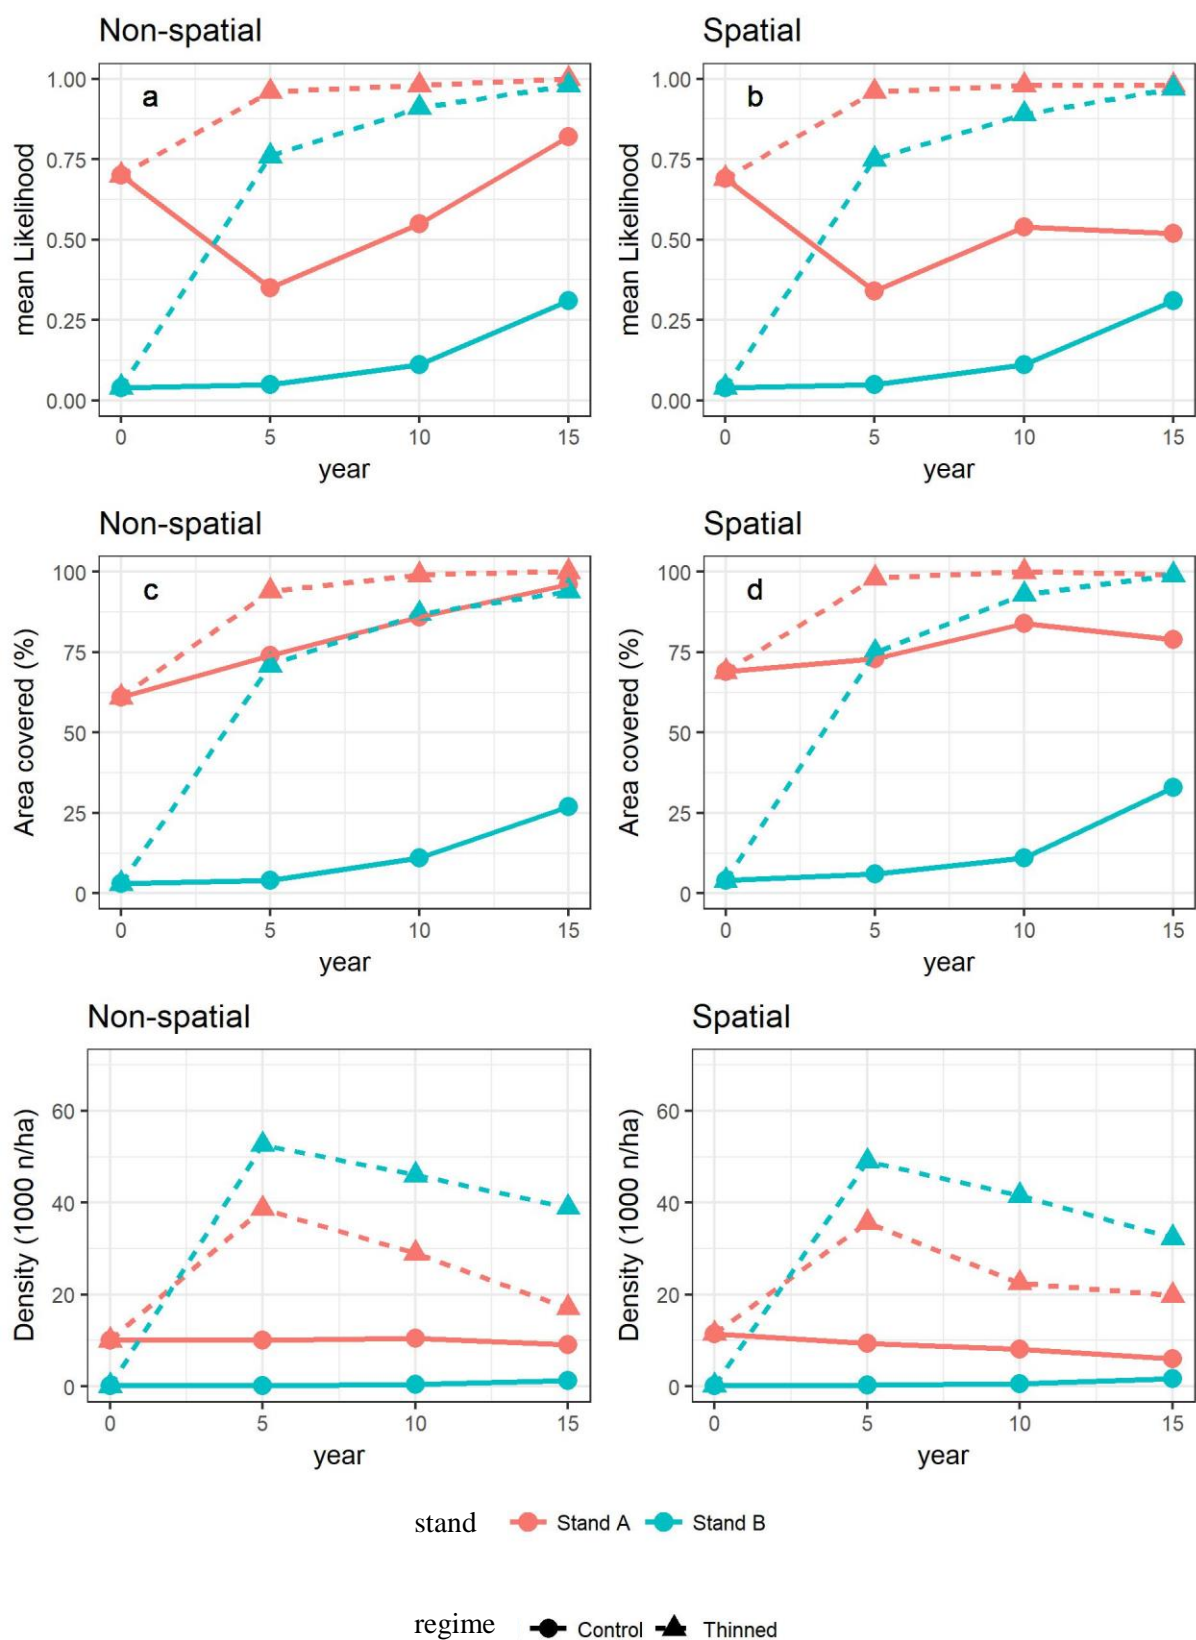 Non-spatial
Spatial
1.00
0.75
0.50
0.25
0.00
mean Likelihood
a
0 5 10 15
year
1.00
0.75
0.50
0.25
0.00
mean Likelihood
b
0 5 10 15
year
Non-spatial
Spatial
100
75
50
25
0
Area covered (%)
c
0 5 10 15
year
100
75
50
25
0
Area covered (%)
d
0 5 10 15
year
Non-spatial
Spatial
60
40
20
0
Density (1000 n/ha)
0 5 10 15
year
60
40
20
0
Density (1000 n/ha)
0 5 10 15
year
stand Stand A Stand B
regime Control Thinned